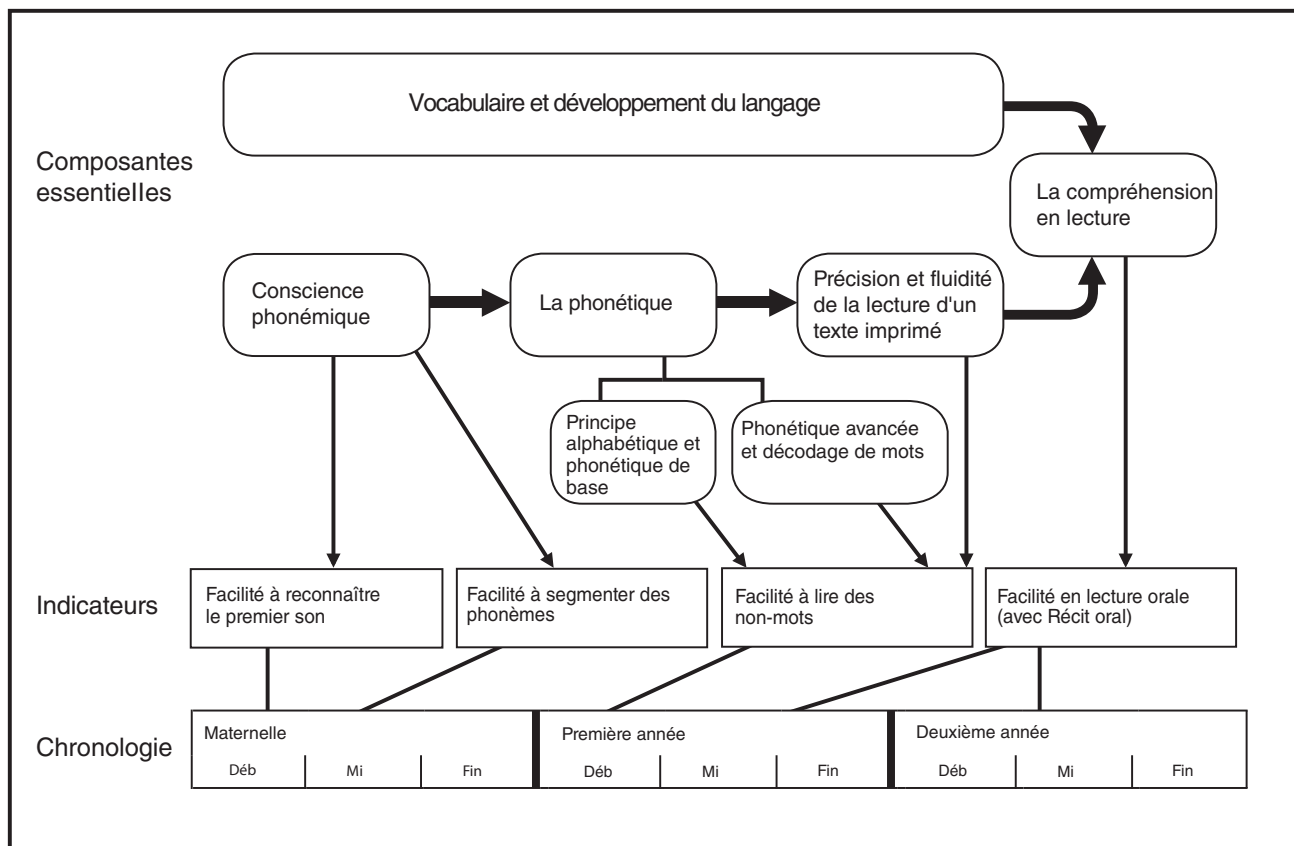 Vocabulaire et développement du langage
Composantes
essentielles
La compréhension
en lecture
Conscience
phonémique
La phonétique
Précision et fluidité
de la lecture d'un
texte imprimé
Principe
alphabétique et
phonétique de
base
Phonétique avancée
et décodage de mots
Indicateurs
Facilité à reconnaître
le premier son
Facilité à segmenter des
phonèmes
Facilité à lire des
non-mots
Facilité en lecture orale
(avec Récit oral)
Chronologie
Maternelle
Première année
Deuxième année
Déb
Mi
Fin
Déb
Mi
Fin
Déb
Mi
Fin